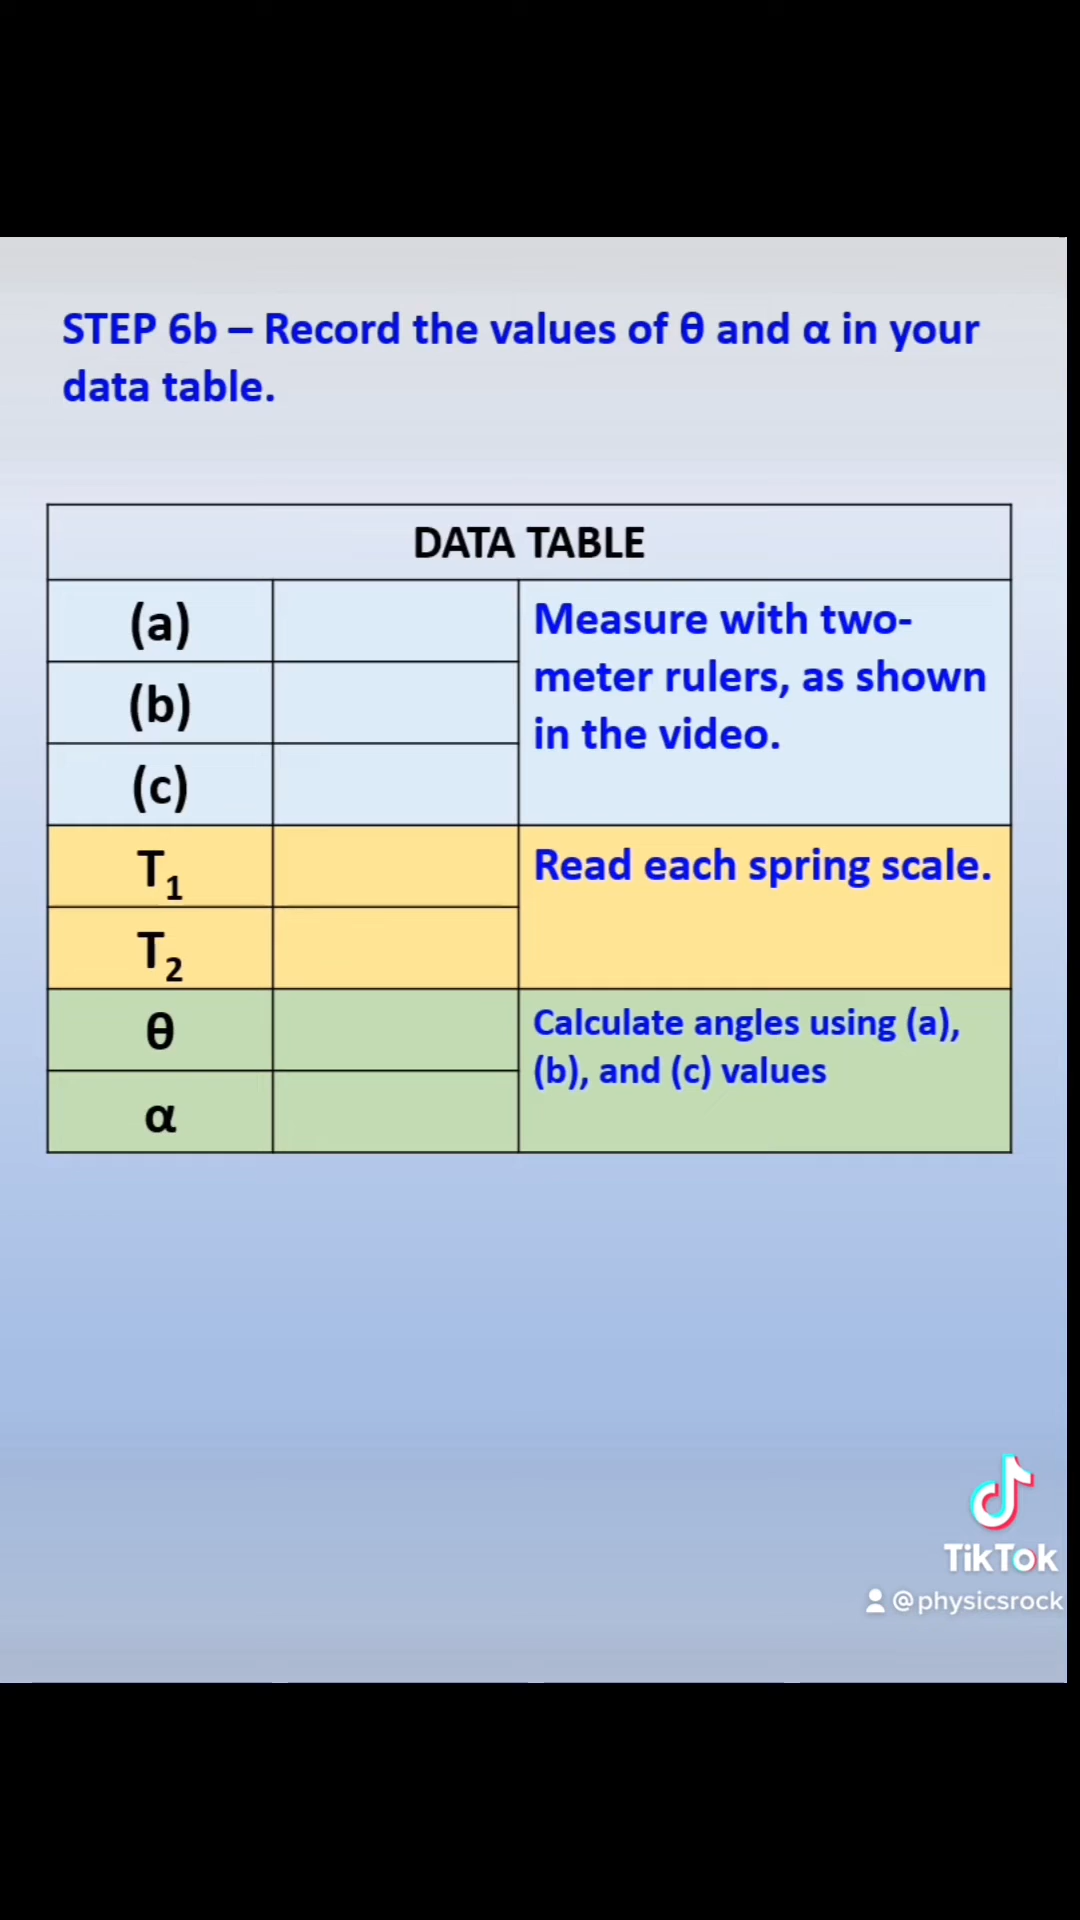 STEP 6b – Record the values of θ and α in your
data table.
DATA TABLE
(a)
Measure with two-
meter rulers, as shown
in the video.
(b)
(c)
T₁
Read each spring scale.
T₂
θ
Calculate angles using (a),
(b), and (c) values
α
TikTok
@physicsrock